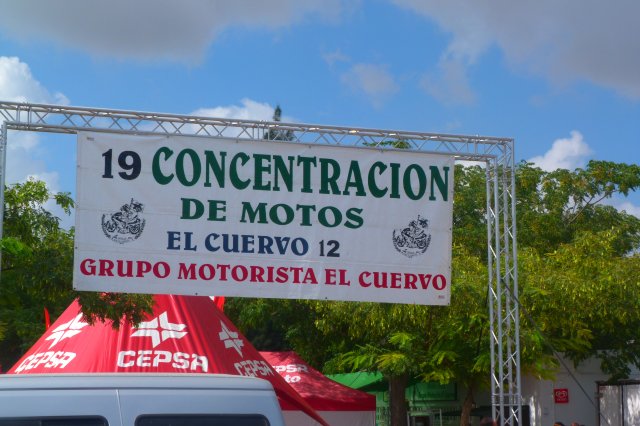 19 CONCENTRACION
DE MOTOS
EL CUERVO 12
GRUPO MOTORISTA EL CUERVO
CEPSA
CEPSA
CEPSA